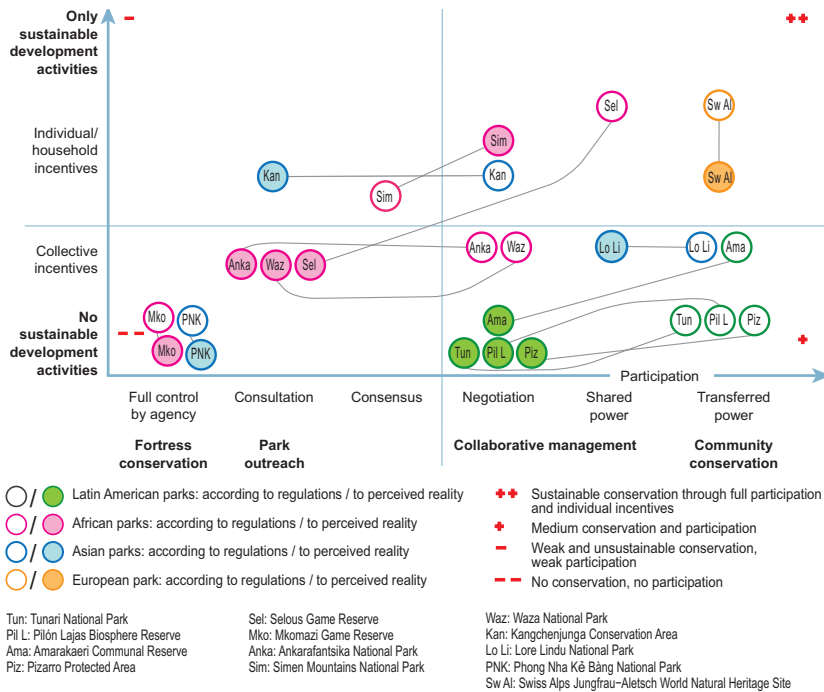 Only
sustainable
development
activities
Individual/
household
incentives
Collective
incentives
No
sustainable
development
activities
Sel
Sw Al
Sim
Kan
Kan
Sim
Sw Al
Anka
Waz
Sel
Anka
Waz
Lo Li
Lo Li
Ama
Mko
PNK
Mko
PNK
Ama
Tun
Pil L
Piz
Tun
Pil L
Piz
Participation
Full control
by agency
Consultation
Consensus
Negotiation
Shared
power
Transferred
power
Fortress
conservation
Park
outreach
Collaborative management
Community
conservation
Latin American parks: according to regulations / to perceived reality
African parks: according to regulations / to perceived reality
Asian parks: according to regulations / to perceived reality
European park: according to regulations / to perceived reality
Sustainable conservation through full participation
and individual incentives
Medium conservation and participation
Weak and unsustainable conservation,
weak participation
No conservation, no participation
Tun: Tunari National Park
Pil L: Pilón Lajas Biosphere Reserve
Ama: Amarakaeri Communal Reserve
Piz: Pizarro Protected Area
Sel: Selous Game Reserve
Mko: Mkomazi Game Reserve
Anka: Ankarafantsika National Park
Sim: Simen Mountains National Park
Waz: Waza National Park
Kan: Kangchenjunga Conservation Area
Lo Li: Lore Lindu National Park
PNK: Phong Nha Kẻ Bàng National Park
Sw Al: Swiss Alps Jungfrau–Aletsch World Natural Heritage Site